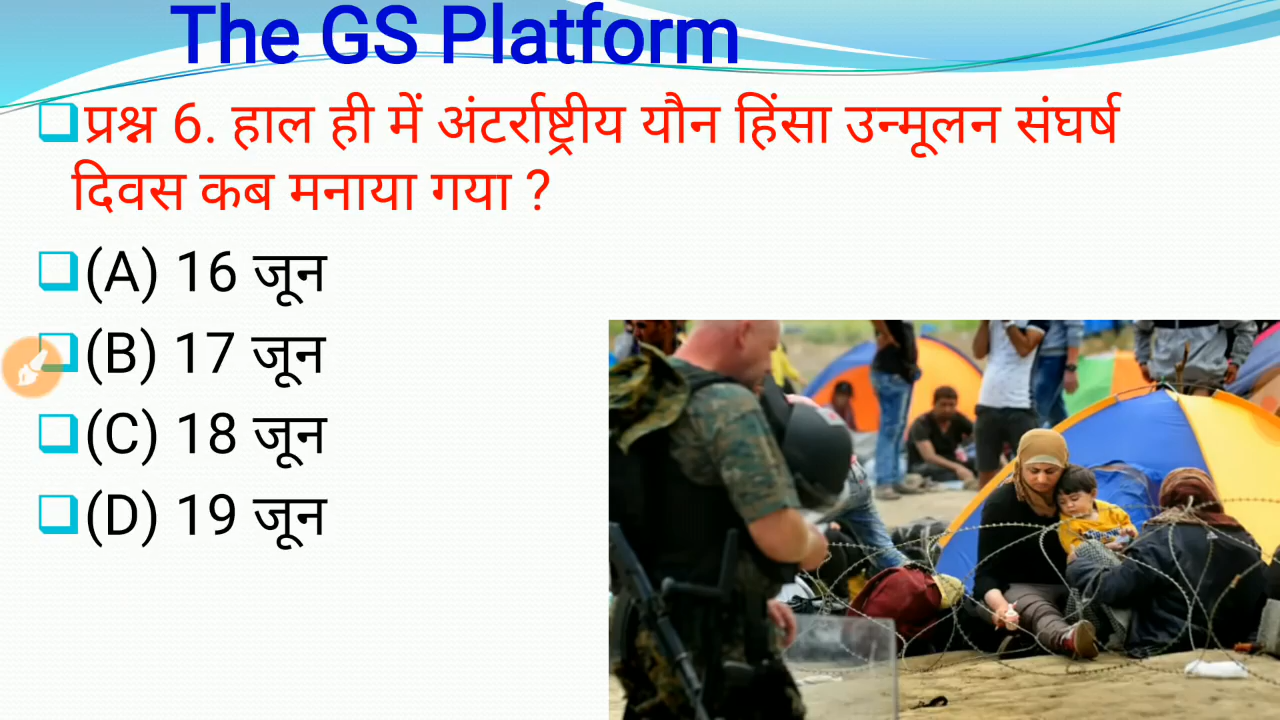 The GS Platform
प्रश्न 6. हाल ही में अंटर्राष्ट्रीय यौन हिंसा उन्मूलन संघर्ष
दिवस कब मनाया गया ?
(A) 16 जून
(B) 17 जून
(C) 18 जून
(D) 19 जून